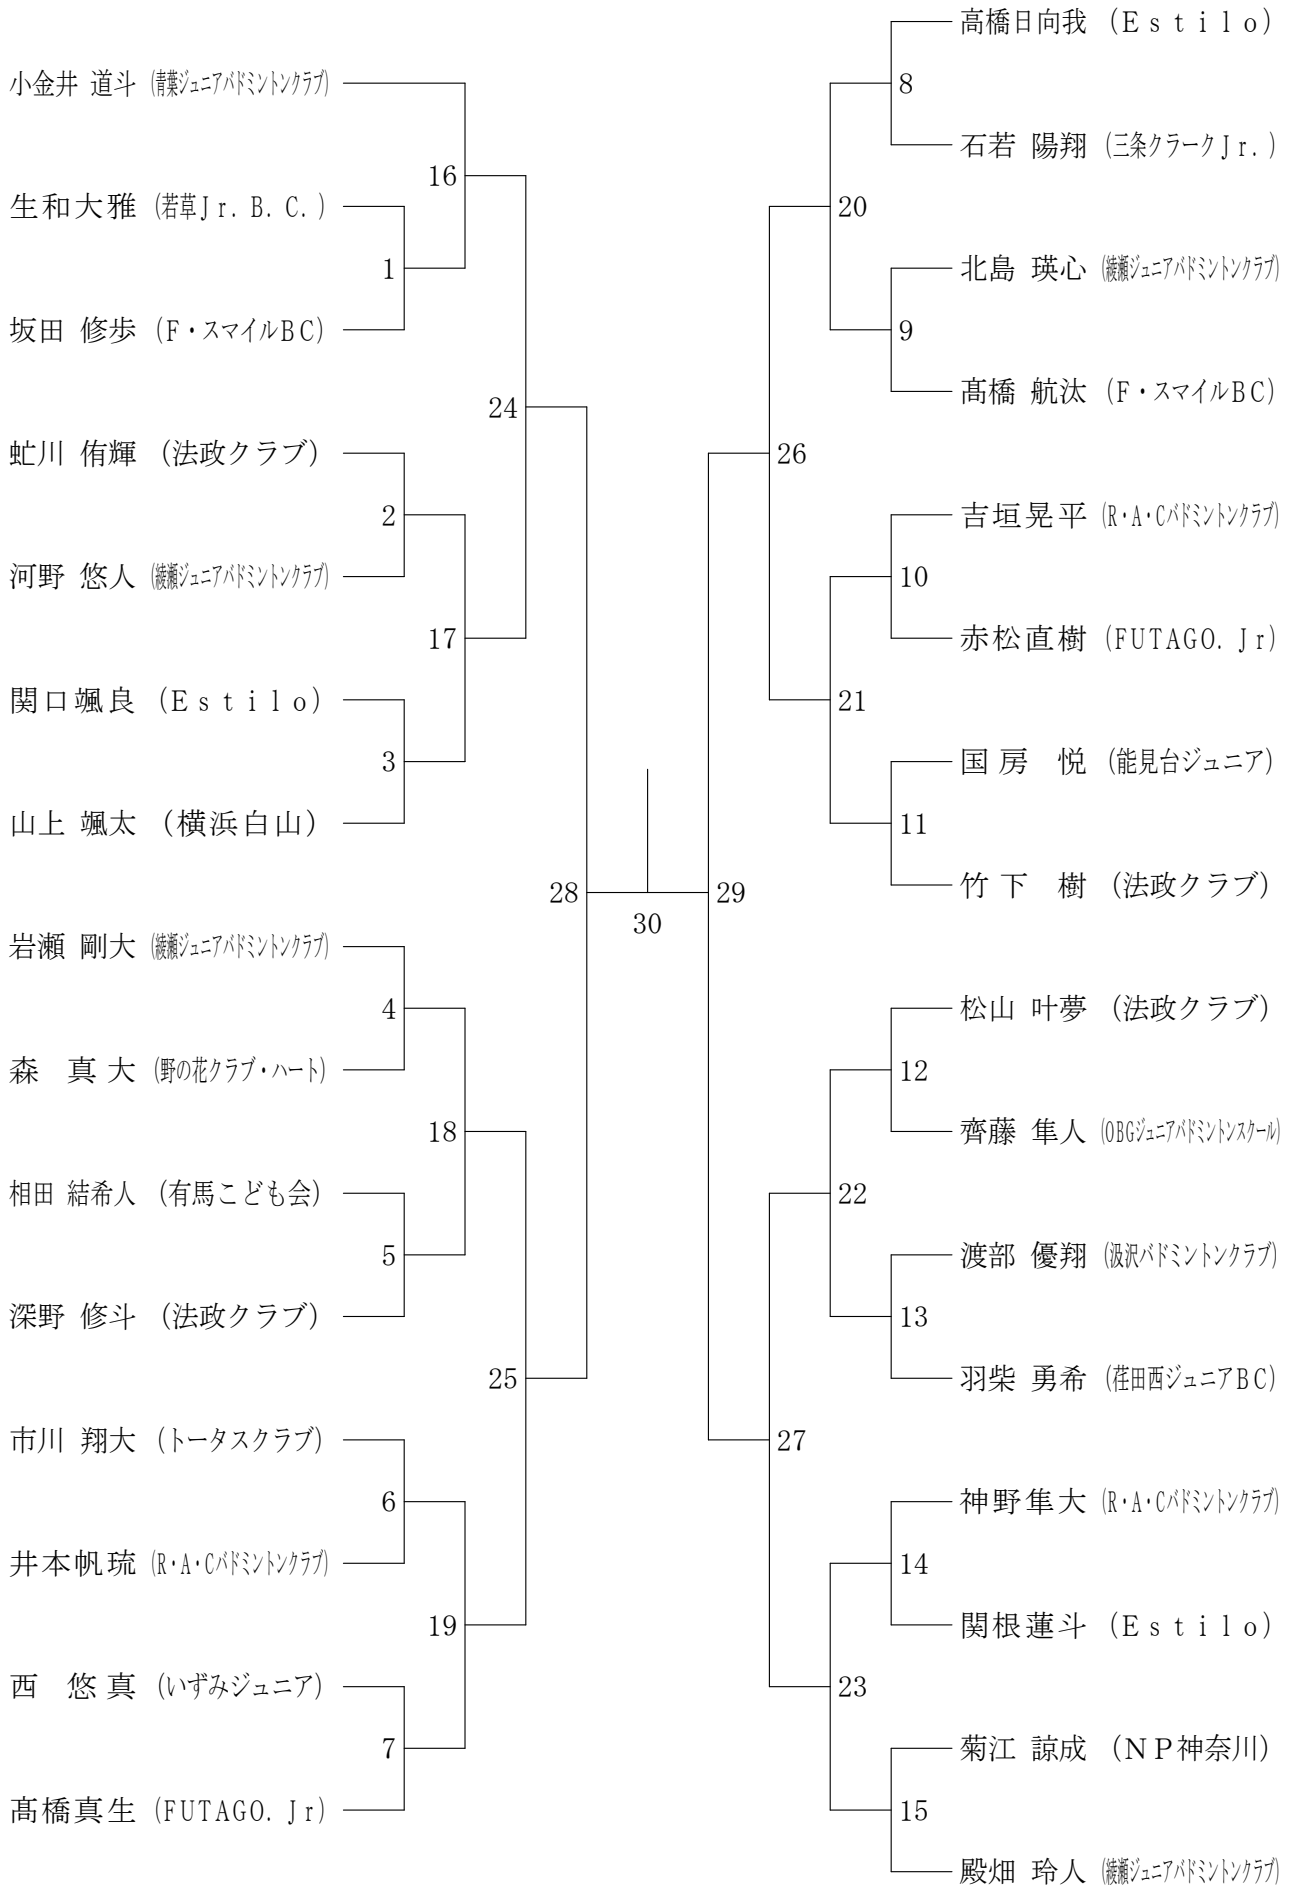 小金井 道斗 (青葉ジュニアバドミントンクラブ)
生和大雅 (若草Jr.B.C.)
坂田 修歩 (F・スマイルBC)
虻川 侑輝 (法政クラブ)
河野 悠人 (綾瀬ジュニアバドミントンクラブ)
関口颯良 (Estilo)
山上 颯太 (横浜白山)
岩瀬 剛大 (綾瀬ジュニアバドミントンクラブ)
森 真大 (野の花クラブ・ハート)
相田 結希人 (有馬こども会)
深野 修斗 (法政クラブ)
市川 翔大 (トータスクラブ)
井本帆琉 (R・A・Cバドミントンクラブ)
西 悠真 (いずみジュニア)
髙橋真生 (FUTAGO.Jr)
1
2
3
4
5
6
7
16
17
18
19
24
25
28
30
29
26
27
20
21
22
23
8
9
10
11
12
13
14
15
高橋日向我 (Estilo)
石若 陽翔 (三条クラークJr.)
北島 瑛心 (綾瀬ジュニアバドミントンクラブ)
髙橋 航汰 (F・スマイルBC)
吉垣晃平 (R・A・Cバドミントンクラブ)
赤松直樹 (FUTAGO.Jr)
国房 悦 (能見台ジュニア)
竹下 樹 (法政クラブ)
松山 叶夢 (法政クラブ)
齊藤 隼人 (OBGジュニアバドミントンスクール)
渡部 優翔 (汲沢バドミントンクラブ)
羽柴 勇希 (荏田西ジュニアBC)
神野隼大 (R・A・Cバドミントンクラブ)
関根蓮斗 (Estilo)
菊江 諒成 (NP神奈川)
殿畑 玲人 (綾瀬ジュニアバドミントンクラブ)